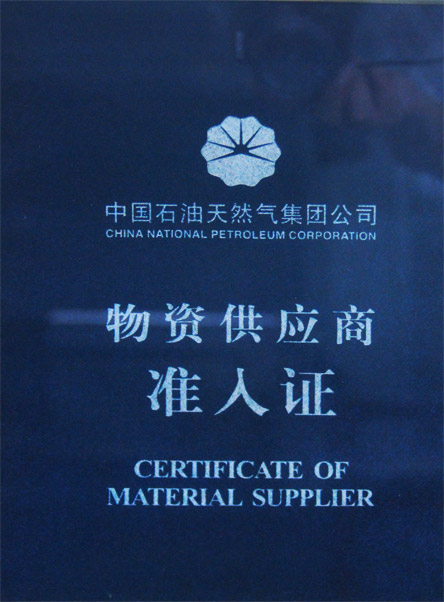 中国石油天然气集团公司
CHINA NATIONAL PETROLEUM CORPORATION
物资供应商
准入证
CERTIFICATE OF
MATERIAL SUPPLIER